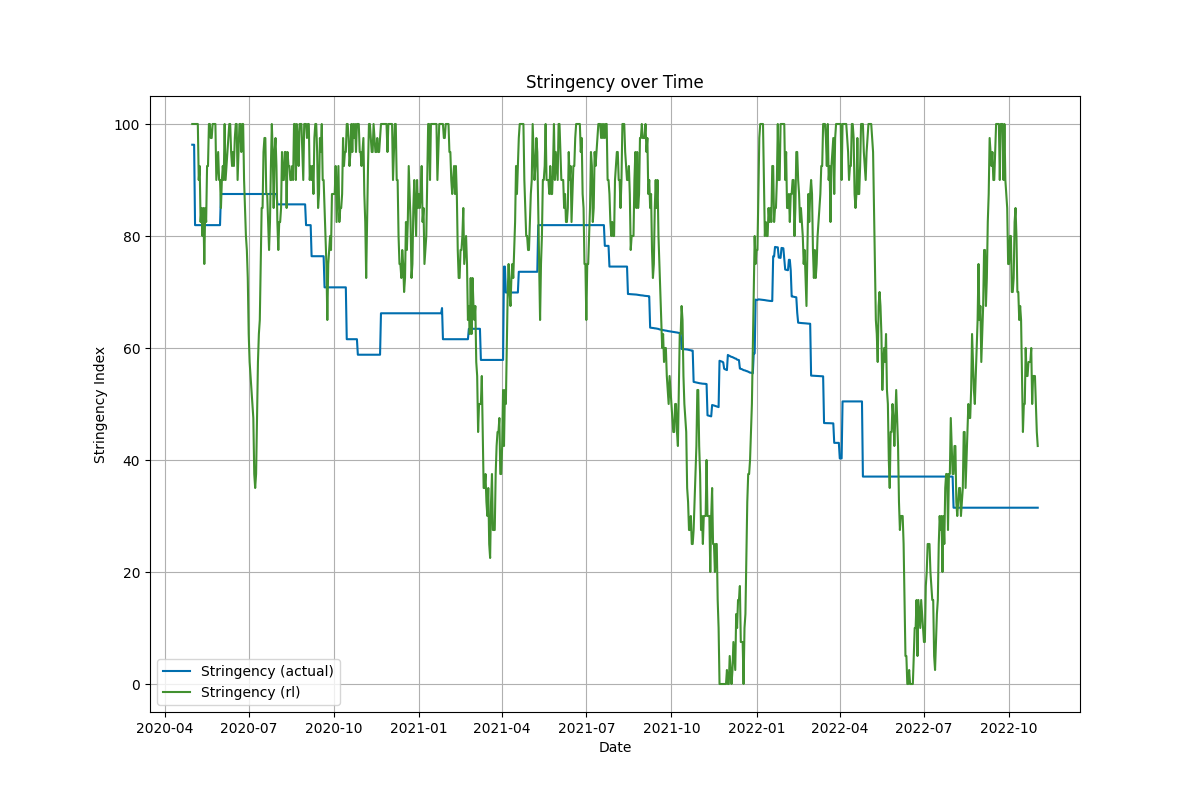 Stringency over Time
Stringency Index
100
80
60
40
20
0
Stringency (actual)
Stringency (rl)
2020-04 2020-07 2020-10 2021-01 2021-04 2021-07 2021-10 2022-01 2022-04 2022-07 2022-10
Date